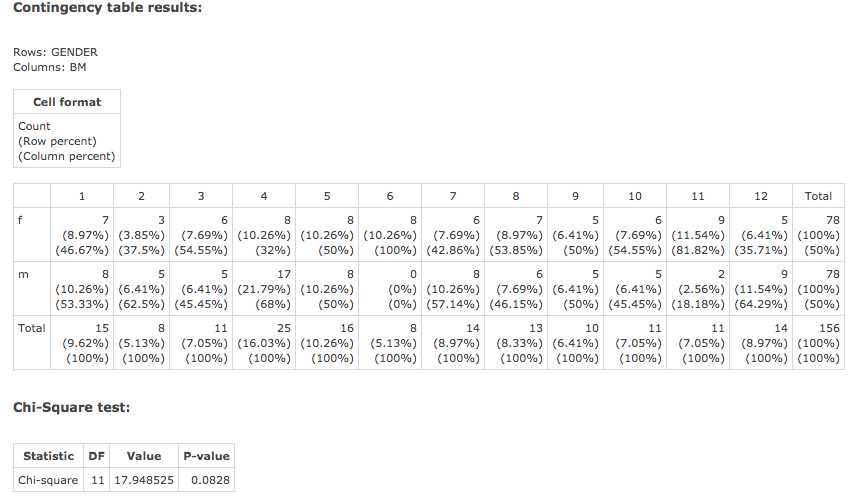 Contingency table results:
Rows: GENDER
Columns: BM
Cell format
Count
(Row percent)
(Column percent)
1 2 3 4 5 6 7 8 9 10 11 12 Total
f 7 3 6 8 8 8 6 7 5 6 9 5 78
(8.97%) (3.85%) (7.69%) (10.26%) (10.26%) (10.26%) (7.69%) (8.97%) (6.41%) (7.69%) (11.54%) (6.41%) (100%)
(46.67%) (37.5%) (54.55%) (32%) (50%) (100%) (42.86%) (53.85%) (50%) (54.55%) (81.82%) (35.71%) (50%)
m 8 5 5 17 8 0 8 6 5 5 2 9 78
(10.26%) (6.41%) (6.41%) (21.79%) (10.26%) (0%) (10.26%) (7.69%) (6.41%) (6.41%) (2.56%) (11.54%) (100%)
(53.33%) (62.5%) (45.45%) (68%) (50%) (0%) (57.14%) (46.15%) (50%) (45.45%) (18.18%) (64.29%) (50%)
Total 15 8 11 25 16 8 14 13 10 11 11 14 156
(9.62%) (5.13%) (7.05%) (16.03%) (10.26%) (5.13%) (8.97%) (8.33%) (6.41%) (7.05%) (7.05%) (8.97%) (100%)
(100%) (100%) (100%) (100%) (100%) (100%) (100%) (100%) (100%) (100%) (100%) (100%) (100%)
Chi-Square test:
Statistic DF Value P-value
Chi-square 11 17.948525 0.0828